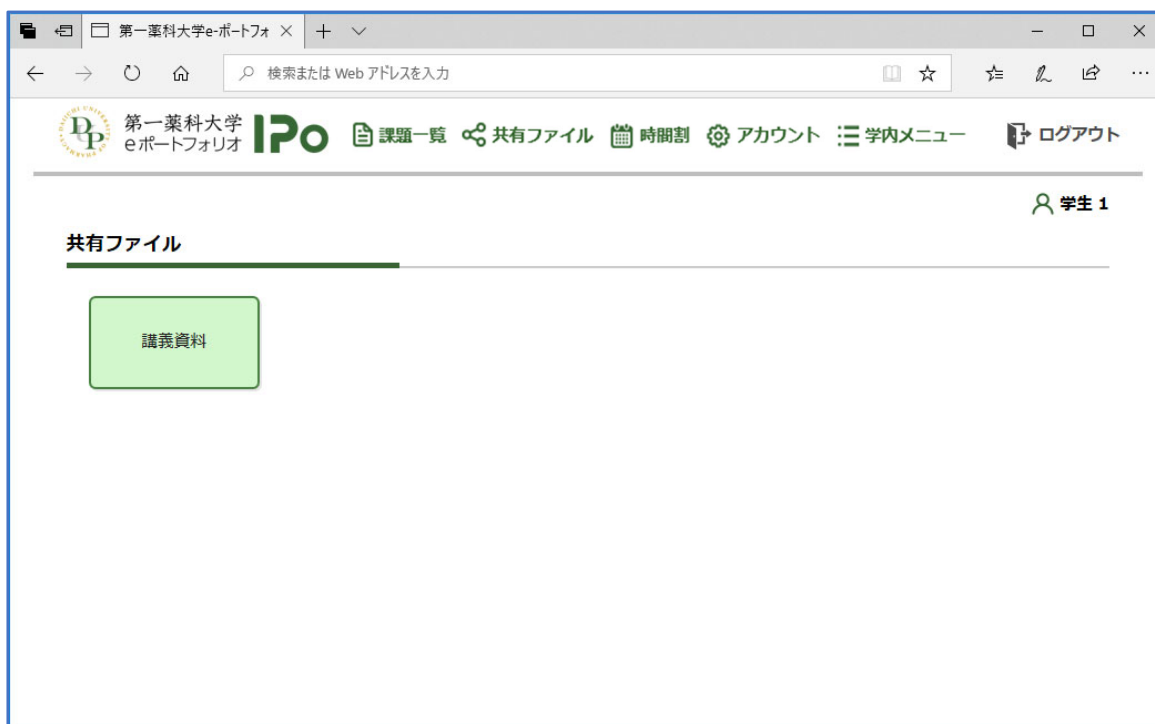 第一薬科大学e-ポートフォ
検索または Web アドレスを入力
第一薬科大学
eポートフォリオ
IPo
課題一覧 共有ファイル 時間割 アカウント 学内メニュー ログアウト
学生 1
共有ファイル
講義資料